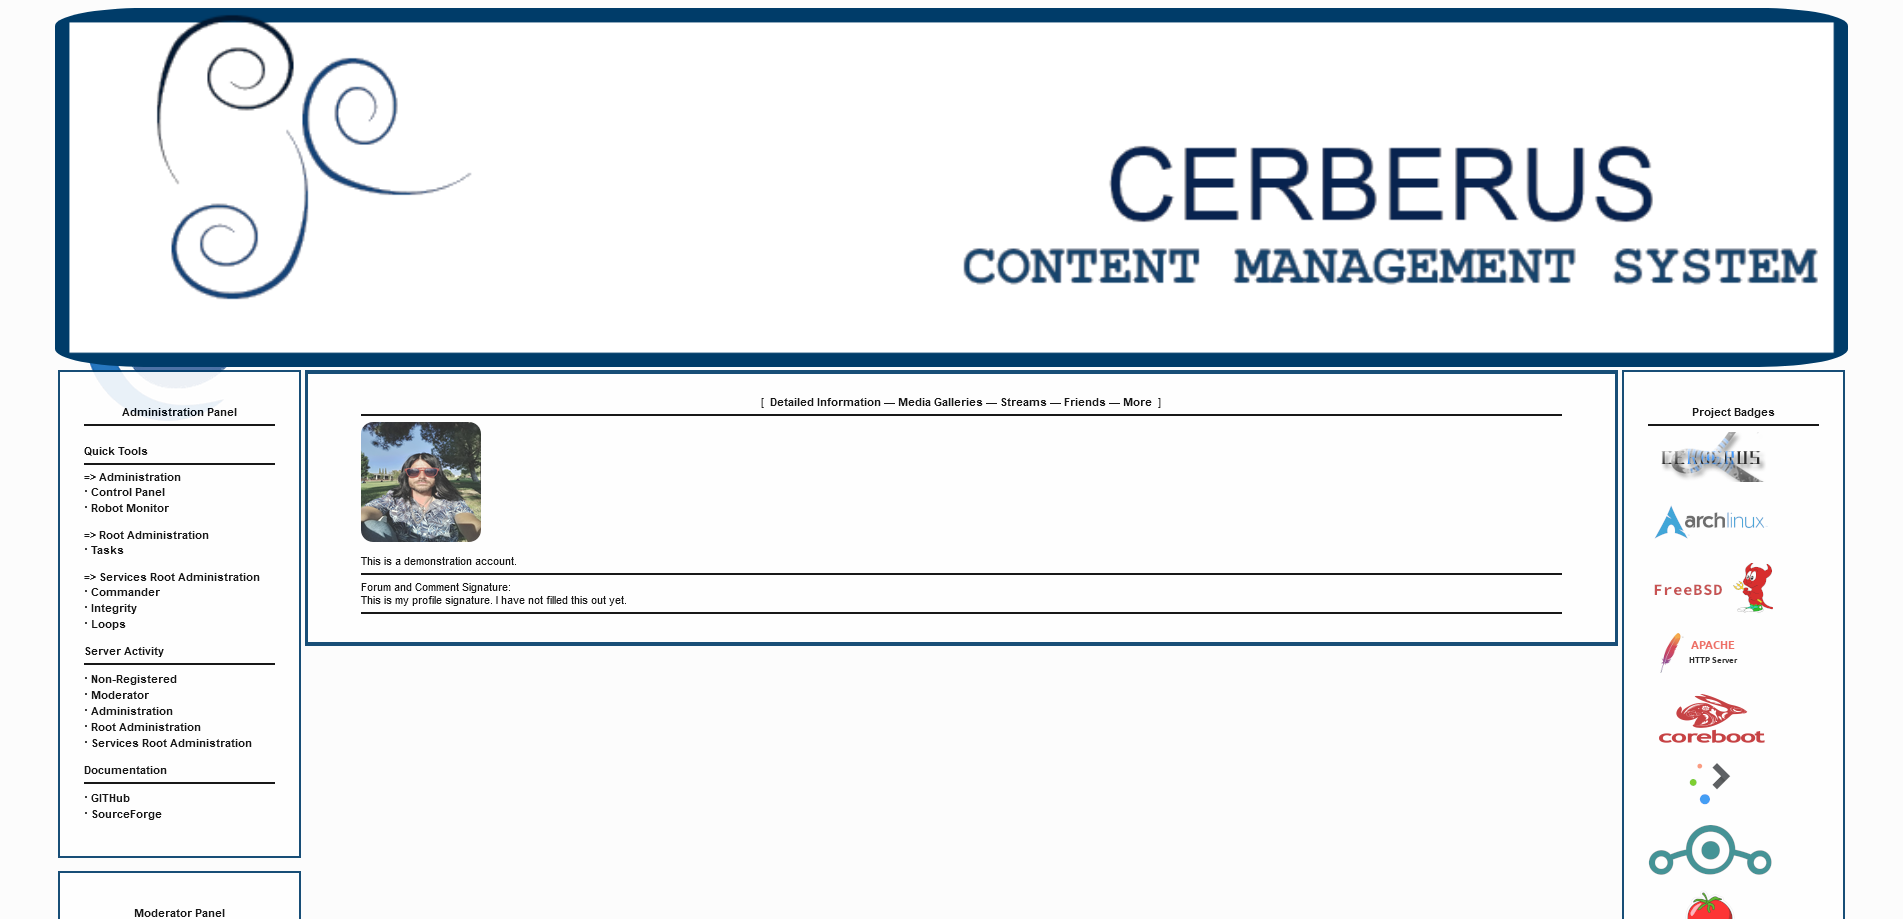 CERBERUS
CONTENT MANAGEMENT SYSTEM
Administration Panel
Quick Tools
=> Administration
· Control Panel
· Robot Monitor
=> Root Administration
· Tasks
=> Services Root Administration
· Commander
· Integrity
· Loops
Server Activity
· Non-Registered
· Moderator
· Administration
· Root Administration
· Services Root Administration
Documentation
· GITHub
· SourceForge
Moderator Panel
[ Detailed Information — Media Galleries — Streams — Friends — More ]
This is a demonstration account.
Forum and Comment Signature:
This is my profile signature. I have not filled this out yet.
Project Badges
CERBERUS
archlinux
FreeBSD
APACHE
HTTP Server
coreboot